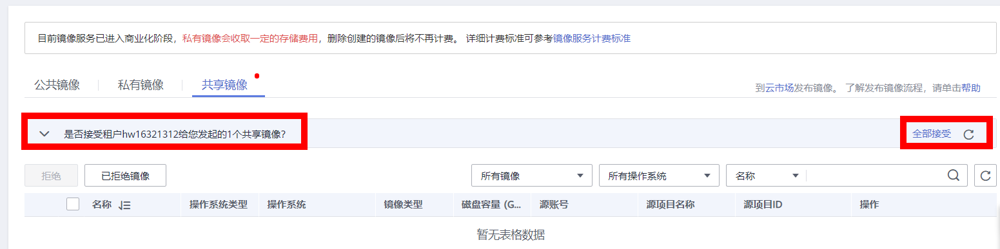 目前镜像服务已进入商业化阶段，私有镜像会收取一定的存储费用，删除创建的镜像后将不再计费。 详细计费标准可参考镜像服务计费标准
公共镜像 私有镜像 共享镜像 到云市场发布镜像。 了解发布镜像流程，请单击帮助
是否接受租户hw16321312给您发起的1个共享镜像？ 全部接受
拒绝 已拒绝镜像 所有镜像 所有操作系统 名称
名称 操作系统类型 操作系统 镜像类型 磁盘容量 (G... 源账号 源项目名称 源项目ID 操作
暂无表格数据